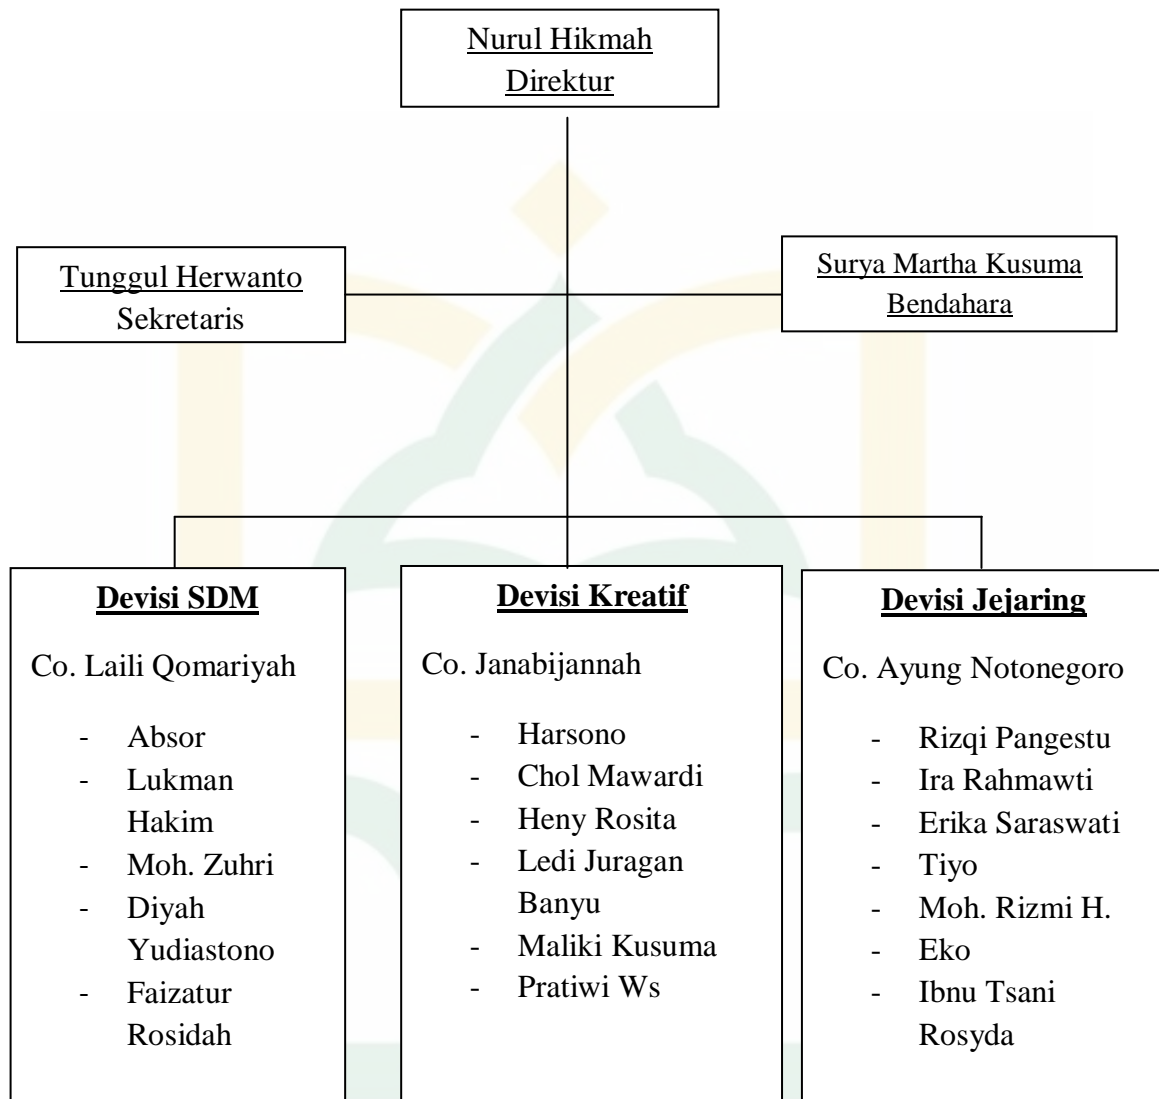 Nurul Hikmah
Direktur
Tunggul Herwanto
Sekretaris
Surya Martha Kusuma
Bendahara
Devisi SDM
Co. Laili Qomariyah
- Absor
- Lukman
Hakim
- Moh. Zuhri
- Diyah
Yudiastono
- Faizatur
Rosidah
Devisi Kreatif
Co. Janabijannah
- Harsono
- Chol Mawardi
- Heny Rosita
- Ledi Juragan
Banyu
- Maliki Kusuma
- Pratiwi Ws
Devisi Jejaring
Co. Ayung Notonegoro
- Rizqi Pangestu
- Ira Rahmawti
- Erika Saraswati
- Tiyo
- Moh. Rizmi H.
- Eko
- Ibnu Tsani
Rosyda